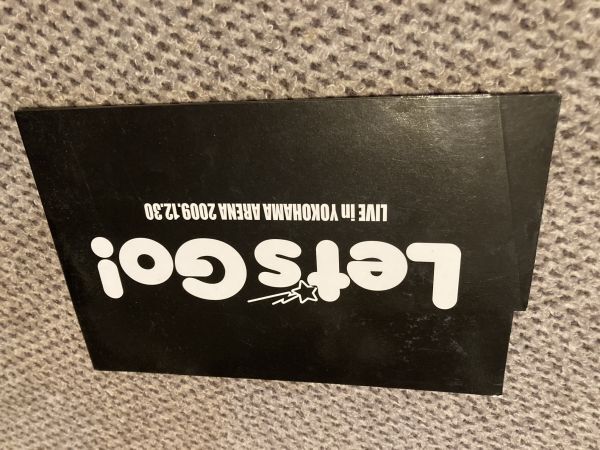 Let's Go!
LIVE in YOKOHAMA ARENA 2009.12.30